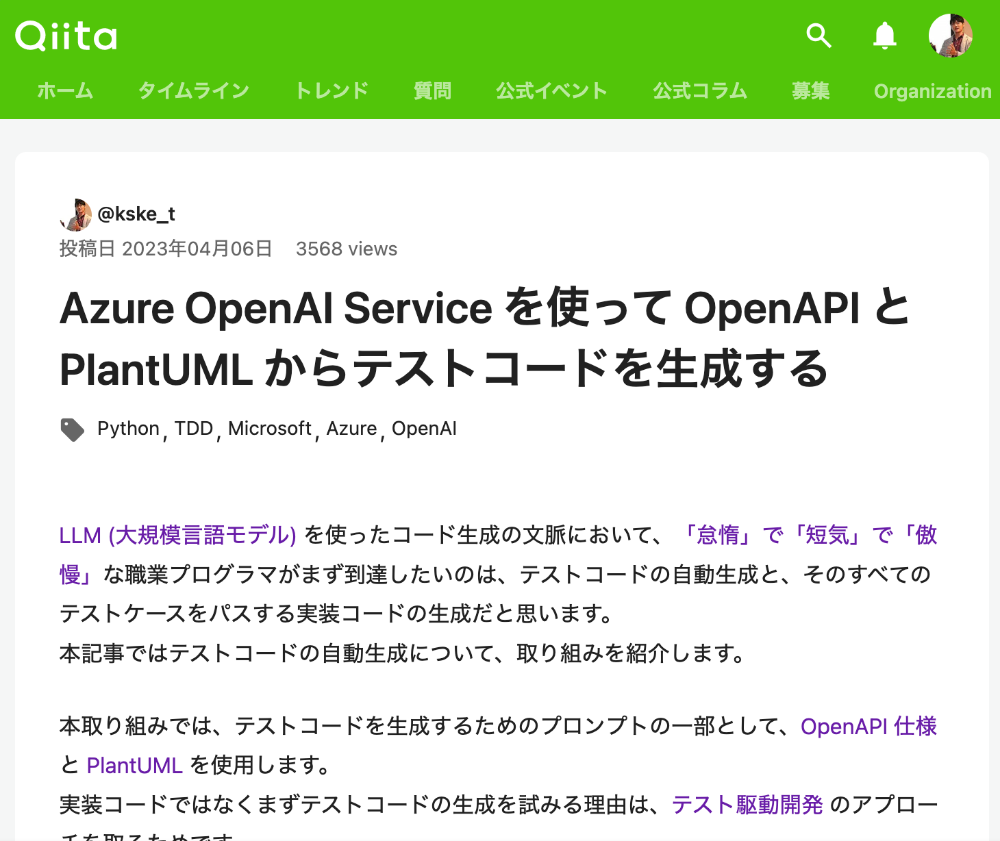 Qiita
ホーム タイムライン トレンド 質問 公式イベント 公式コラム 募集 Organization
@kske_t
投稿日 2023年04月06日 3568 views
Azure OpenAI Service を使って OpenAPI と
PlantUML からテストコードを生成する
Python, TDD, Microsoft, Azure, OpenAI
LLM (大規模言語モデル) を使ったコード生成の文脈において、「怠惰」で「短気」で「傲
慢」な職業プログラマがまず到達したいのは、テストコードの自動生成と、そのすべての
テストケースをパスする実装コードの生成だと思います。
本記事ではテストコードの自動生成について、取り組みを紹介します。
本取り組みでは、テストコードを生成するためのプロンプトの一部として、OpenAPI 仕様
と PlantUML を使用します。
実装コードではなくまずテストコードの生成を試みる理由は、テスト駆動開発 のアプロー
チを取るためです